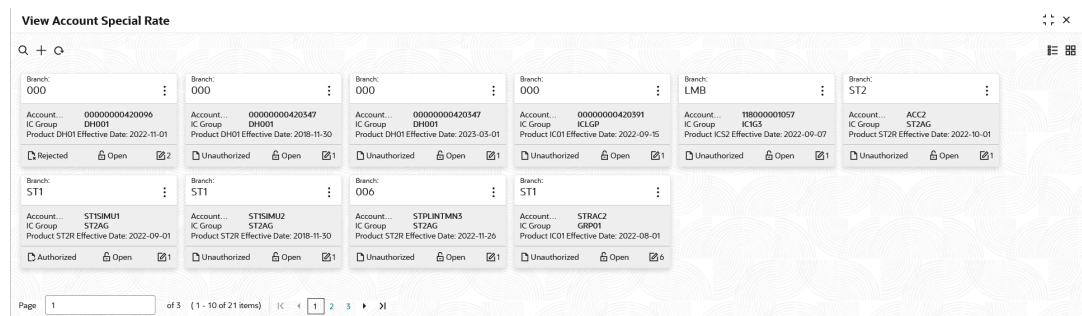 View Account Special Rate
Branch:
000
Account... 00000000420096
IC Group DH001
Product DH01 Effective Date: 2022-11-01
Rejected Open 2
Branch:
000
Account... 00000000420347
IC Group DH001
Product DH01 Effective Date: 2018-11-30
Unauthorized Open 1
Branch:
000
Account... 00000000420347
IC Group DH001
Product DH01 Effective Date: 2023-03-01
Unauthorized Open 1
Branch:
000
Account... 00000000420391
IC Group ICLGP
Product IC01 Effective Date: 2022-09-15
Unauthorized Open 1
Branch:
LMB
Account... 118000001057
IC Group IC1G3
Product ICS2 Effective Date: 2022-09-07
Unauthorized Open 1
Branch:
ST2
Account... ACC2
IC Group ST2AG
Product ST2R Effective Date: 2022-10-01
Unauthorized Open 1
Branch:
ST1
Account... ST1SIMU1
IC Group ST2AG
Product ST2R Effective Date: 2022-09-01
Authorized Open 1
Branch:
ST1
Account... ST1SIMU2
IC Group ST2AG
Product ST2R Effective Date: 2018-11-30
Unauthorized Open 1
Branch:
006
Account... STPLINTMN3
IC Group ST2AG
Product ST2R Effective Date: 2022-11-26
Unauthorized Open 1
Branch:
ST1
Account... STRAC2
IC Group GRP01
Product IC01 Effective Date: 2022-08-01
Unauthorized Open 6
Page 1 of 3 (1 - 10 of 21 items) 1 2 3